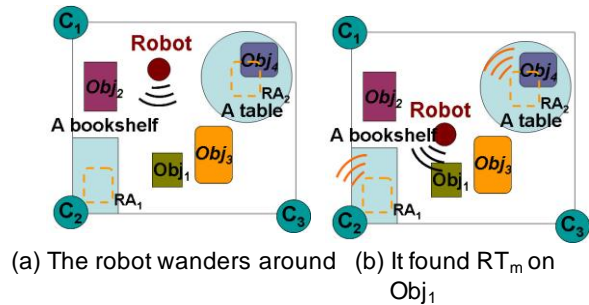 C1
Robot
Obj2
Obj4
RA2
A table
A bookshelf
Obj3
Obj1
RA1
C2
C3
(a) The robot wanders around
C1
Obj4
Obj2
RA2
Robot
A table
A bookshelf
Obj3
Obj1
RA1
C2
C3
(b) It found RTm on
Obj1